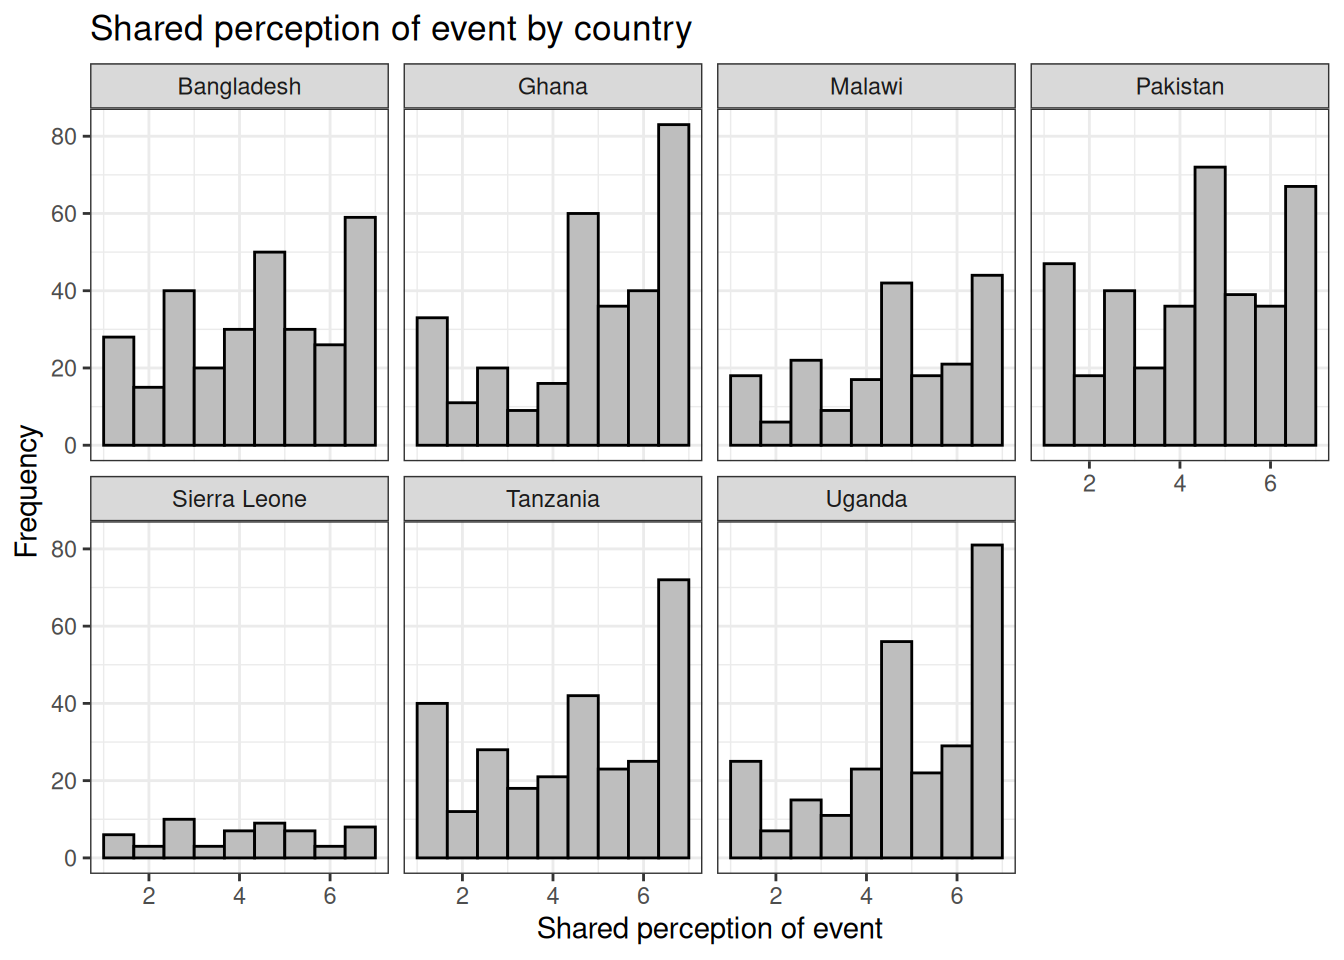 Shared perception of event by country
Bangladesh
Ghana
Malawi
Pakistan
80
60
40
20
0
2 4 6
Sierra Leone
Tanzania
Uganda
80
60
40
20
0
2 4 6
2 4 6
2 4 6
Shared perception of event
Frequency